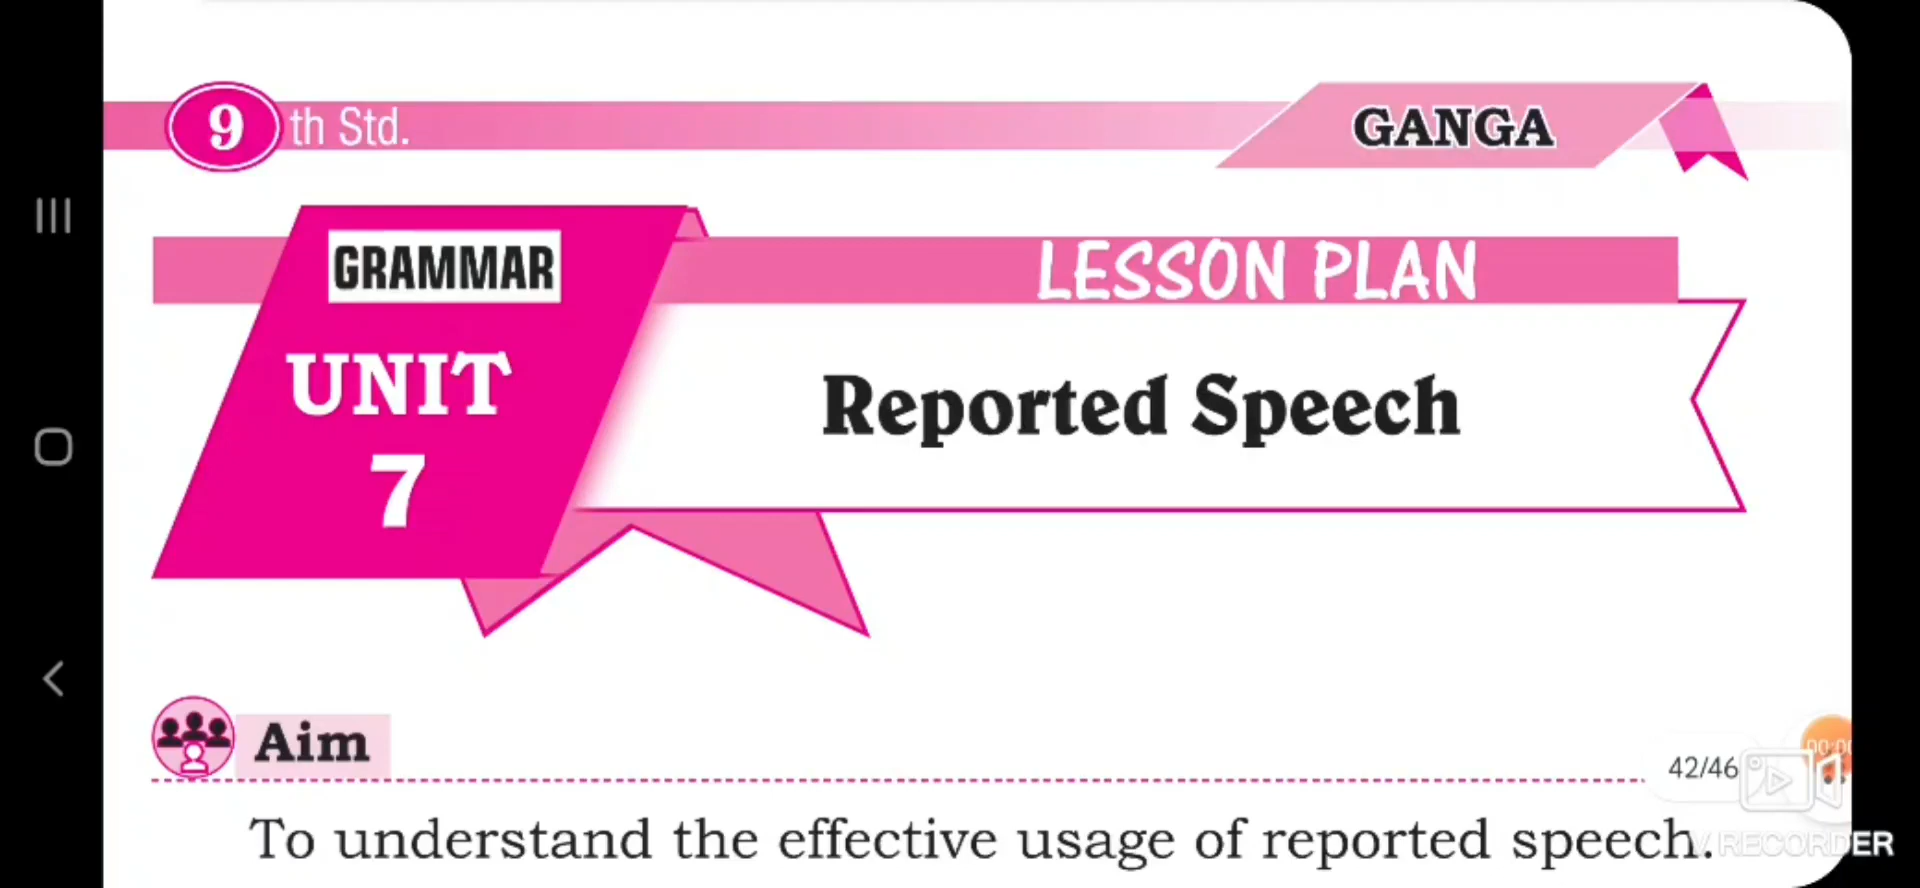 9 th Std.
GANGA
GRAMMAR
LESSON PLAN
UNIT
7
Reported Speech
Aim
42/46
To understand the effective usage of reported speech.
RECORDER